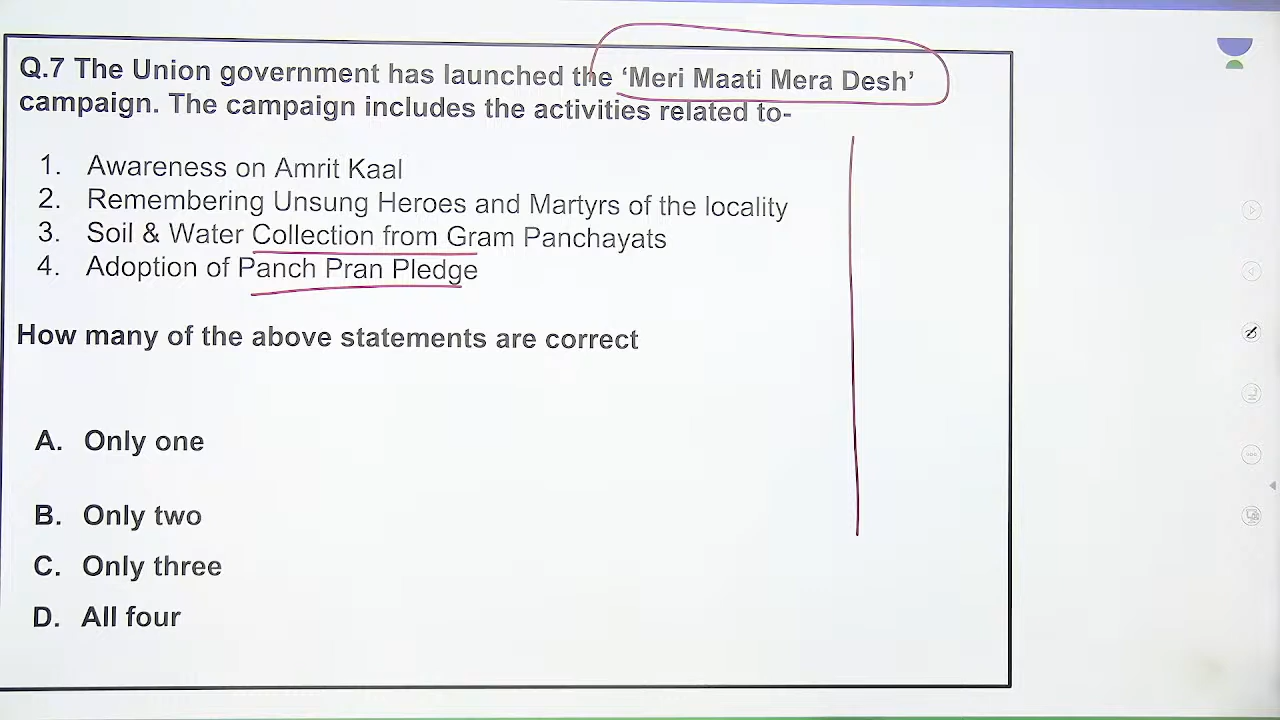 Q.7 The Union government has launched the ‘Meri Maati Mera Desh’
campaign. The campaign includes the activities related to-
1. Awareness on Amrit Kaal
2. Remembering Unsung Heroes and Martyrs of the locality
3. Soil & Water Collection from Gram Panchayats
4. Adoption of Panch Pran Pledge
How many of the above statements are correct
A. Only one
B. Only two
C. Only three
D. All four